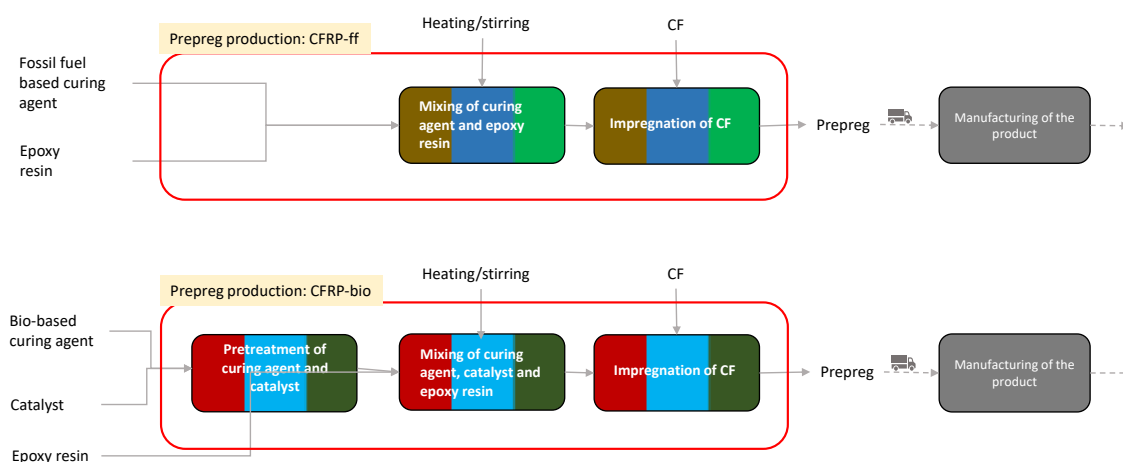 Heating/stirring
CF
Prepreg production: CFRP-ff
Fossil fuel
based curing
agent
Epoxy
resin
Mixing of curing
agent and epoxy
resin
Impregnation of CF
Prepreg
Manufacturing of the
product
Heating/stirring
CF
Prepreg production: CFRP-bio
Bio-based
curing agent
Catalyst
Epoxy resin
Pretreatment of
curing agent and
catalyst
Mixing of curing
agent, catalyst and
epoxy resin
Impregnation of CF
Prepreg
Manufacturing of the
product